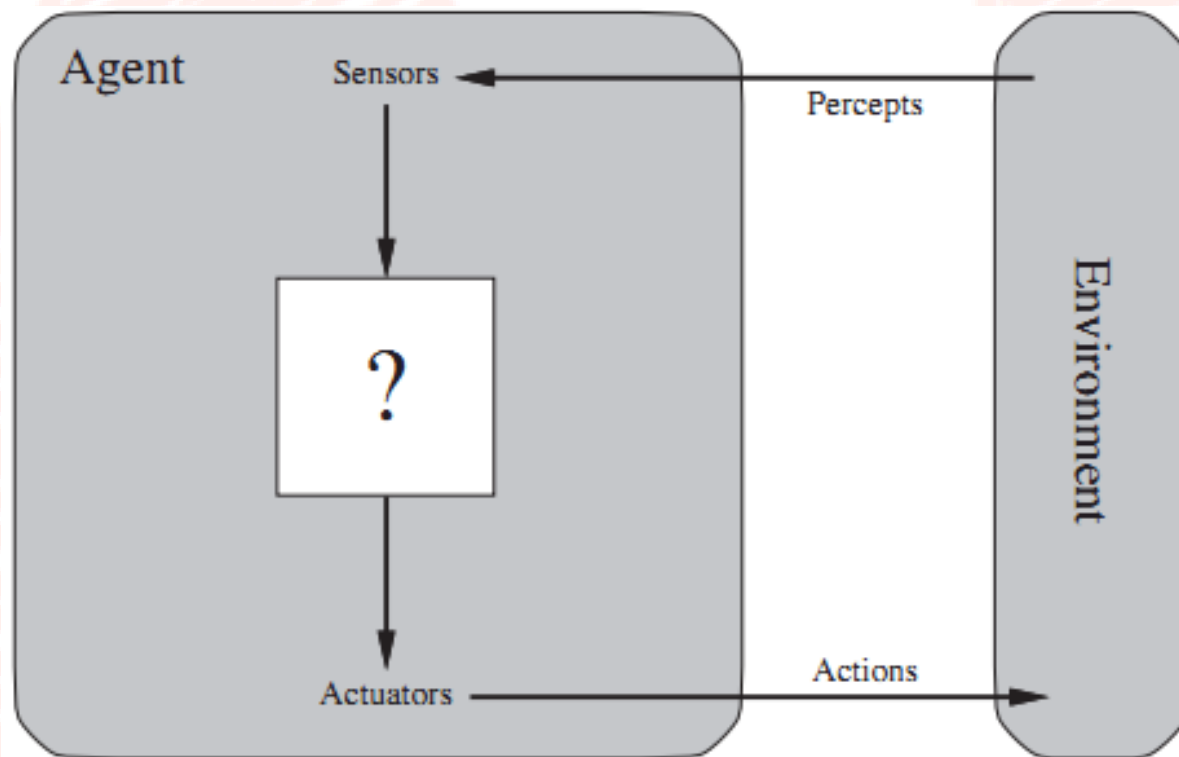 Agent
Sensors
Percepts
?
Environment
Actuators
Actions